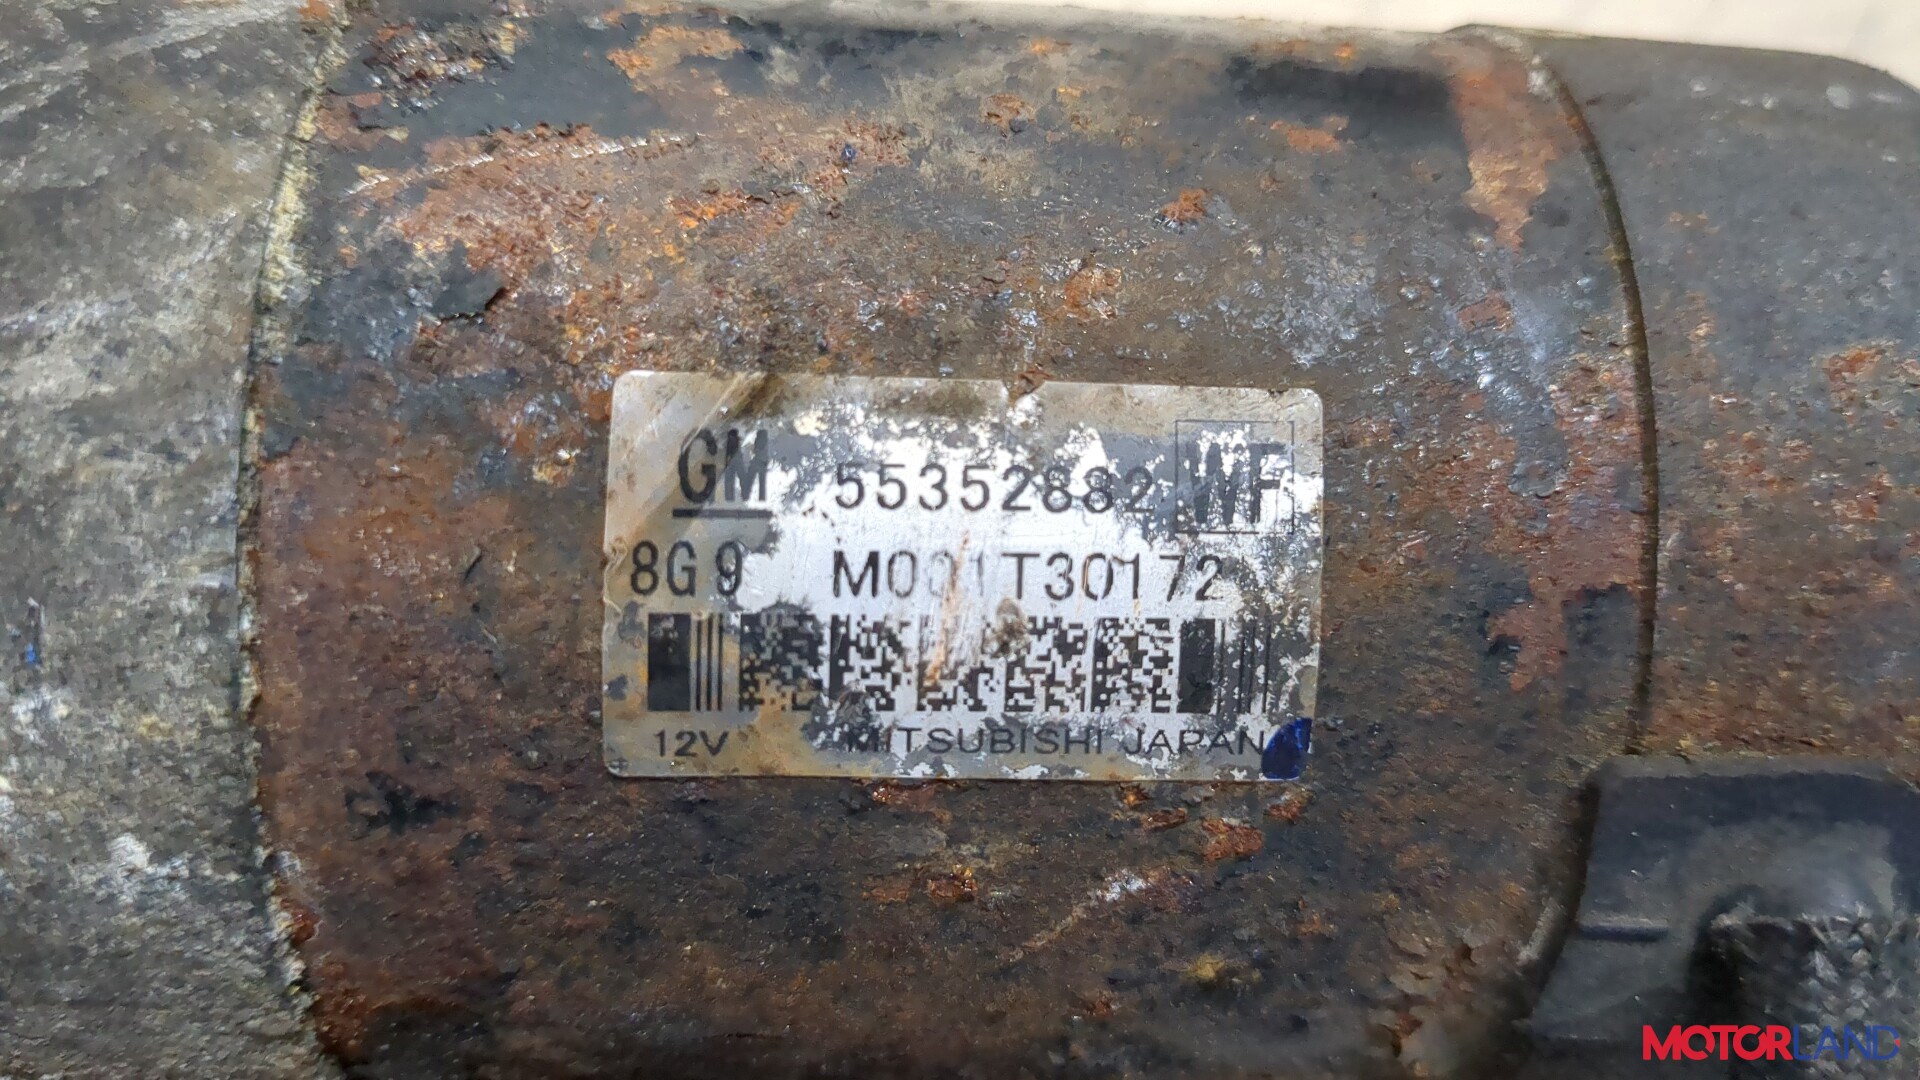 GM 55352882 WF
8G9 M001T30172
12V MITSUBISHI JAPAN
MOTORLAND